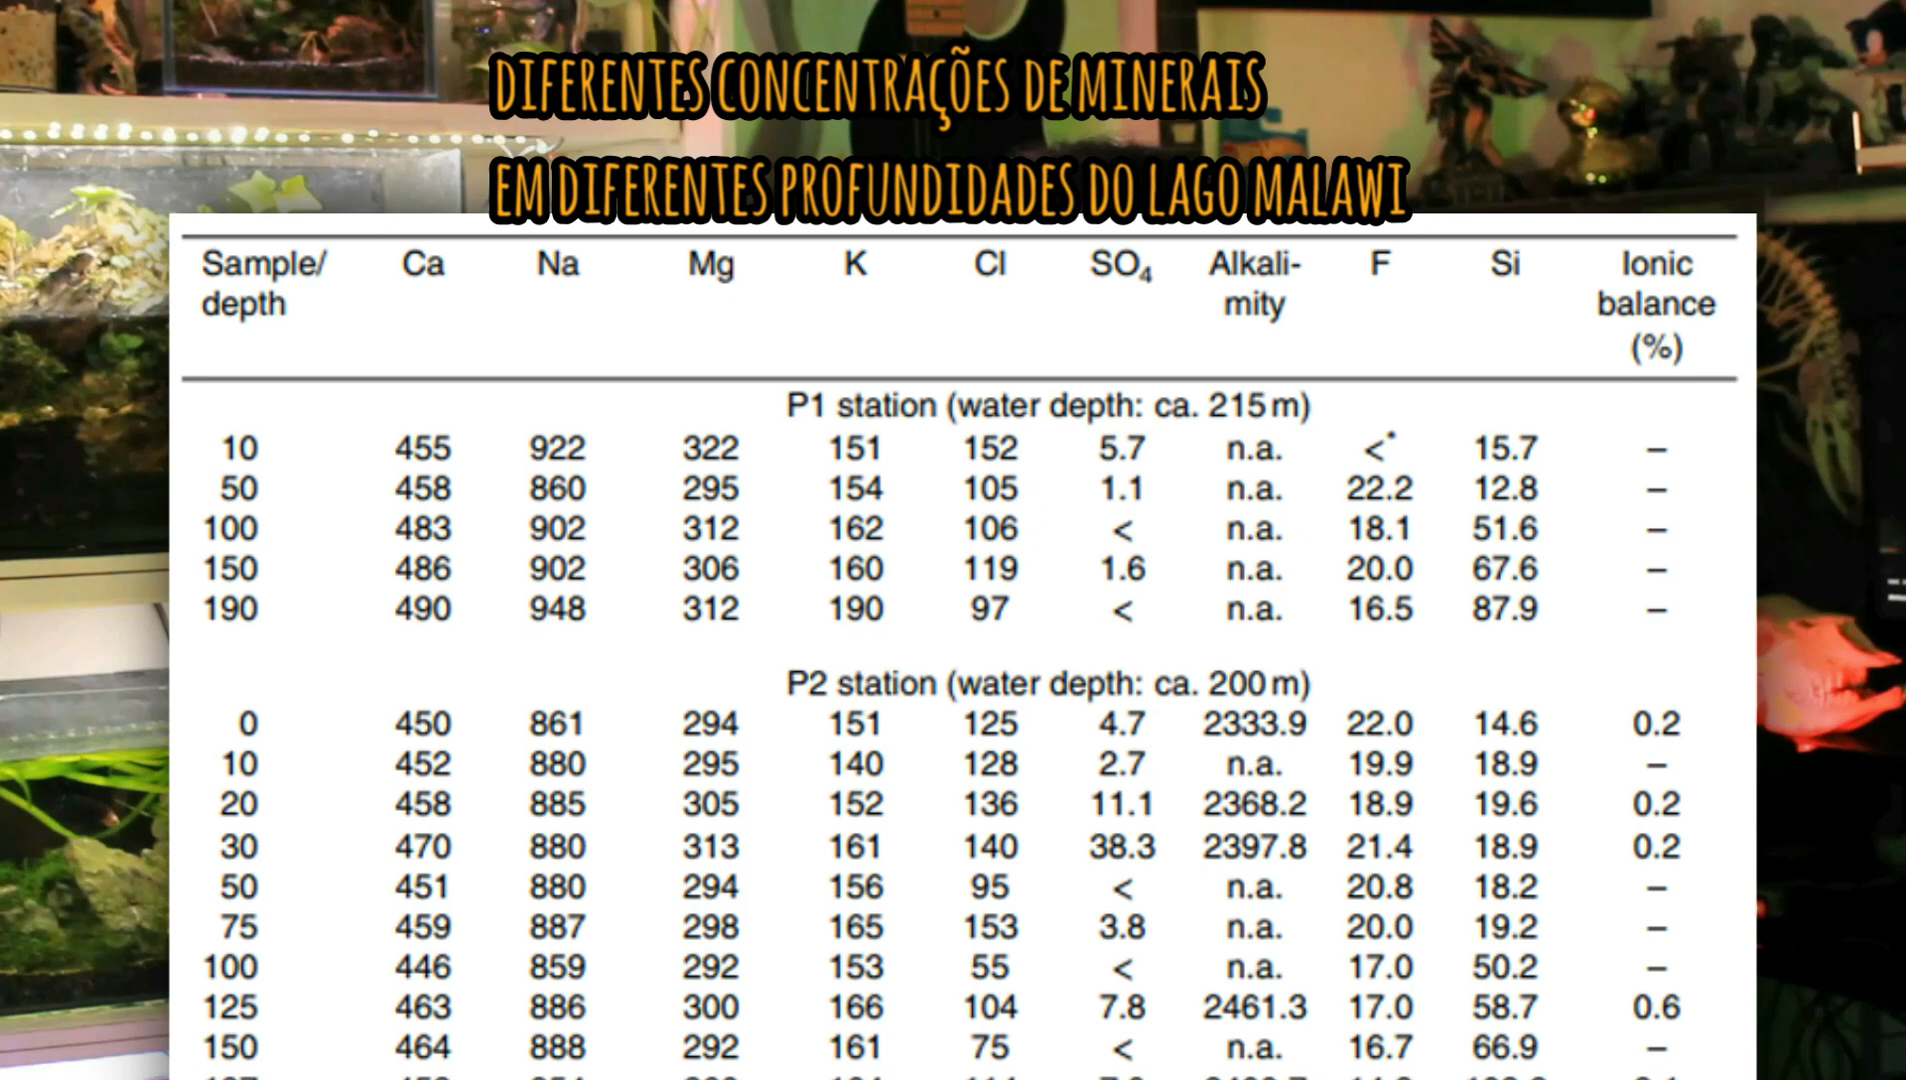 DIFERENTES CONCENTRAÇÕES DE MINERAIS
EM DIFERENTES PROFUNDIDADES DO LAGO MALAWI
Sample/ depth Ca Na Mg K Cl SO₄ Alkali-mity F Si Ionic balance (%)
P1 station (water depth: ca. 215 m)
10 455 922 322 151 152 5.7 n.a. <* 15.7 –
50 458 860 295 154 105 1.1 n.a. 22.2 12.8 –
100 483 902 312 162 106 < n.a. 18.1 51.6 –
150 486 902 306 160 119 1.6 n.a. 20.0 67.6 –
190 490 948 312 190 97 < n.a. 16.5 87.9 –
P2 station (water depth: ca. 200 m)
0 450 861 294 151 125 4.7 2333.9 22.0 14.6 0.2
10 452 880 295 140 128 2.7 n.a. 19.9 18.9 –
20 458 885 305 152 136 11.1 2368.2 18.9 19.6 0.2
30 470 880 313 161 140 38.3 2397.8 21.4 18.9 0.2
50 451 880 294 156 95 < n.a. 20.8 18.2 –
75 459 887 298 165 153 3.8 n.a. 20.0 19.2 –
100 446 859 292 153 55 < n.a. 17.0 50.2 –
125 463 886 300 166 104 7.8 2461.3 17.0 58.7 0.6
150 464 888 292 161 75 < n.a. 16.7 66.9 –